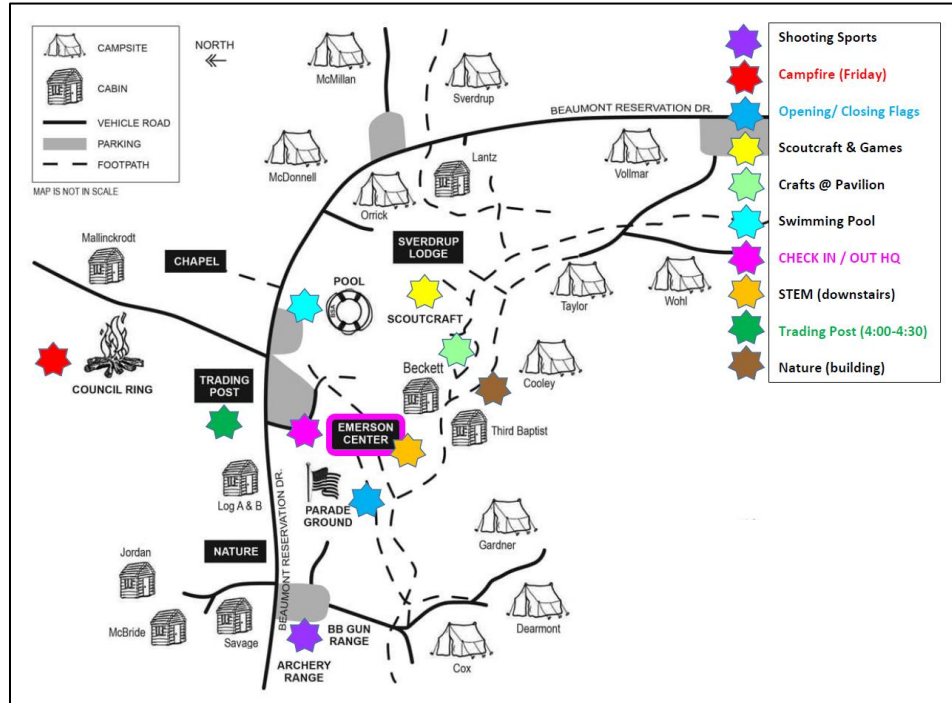 CAMPSITE
CABIN
VEHICLE ROAD
PARKING
FOOTPATH
MAP IS NOT IN SCALE
NORTH
McMillan
Sverdrup
BEAUMONT RESERVATION DR.
McDonnell
Orrick
Lantz
Vollmar
Mallinckrodt
CHAPEL
SVERDRUP
LODGE
POOL
BSA
SCOUTCRAFT
Taylor
Wohl
COUNCIL RING
TRADING
POST
Beckett
Cooley
EMERSON
CENTER
Third Baptist
Log A & B
PARADE
GROUND
BEAUMONT RESERVATION DR.
NATURE
Gardner
Jordan
McBride
Savage
BB GUN
RANGE
ARCHERY
RANGE
Cox
Dearmont
Shooting Sports
Campfire (Friday)
Opening/ Closing Flags
Scoutcraft & Games
Crafts @ Pavilion
Swimming Pool
CHECK IN / OUT HQ
STEM (downstairs)
Trading Post (4:00-4:30)
Nature (building)